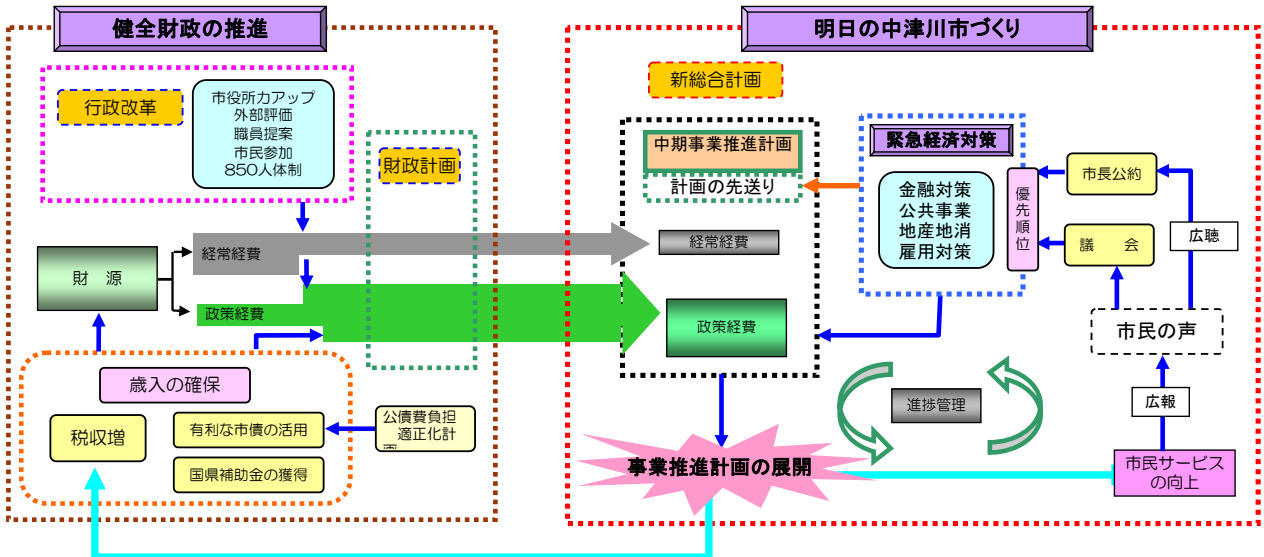 健全財政の推進
行政改革
市役所力アップ
外部評価
職員提案
市民参加
850人体制
財政計画
財　源
経常経費
政策経費
歳入の確保
税収増
有利な市債の活用
国県補助金の獲得
公債費負担
適正化計
明日の中津川市づくり
新総合計画
中期事業推進計画
計画の先送り
経常経費
政策経費
緊急経済対策
金融対策
公共事業
地産地消
雇用対策
優先順位
市長公約
議　会
広聴
市民の声
広報
進捗管理
事業推進計画の展開
市民サービス
の向上